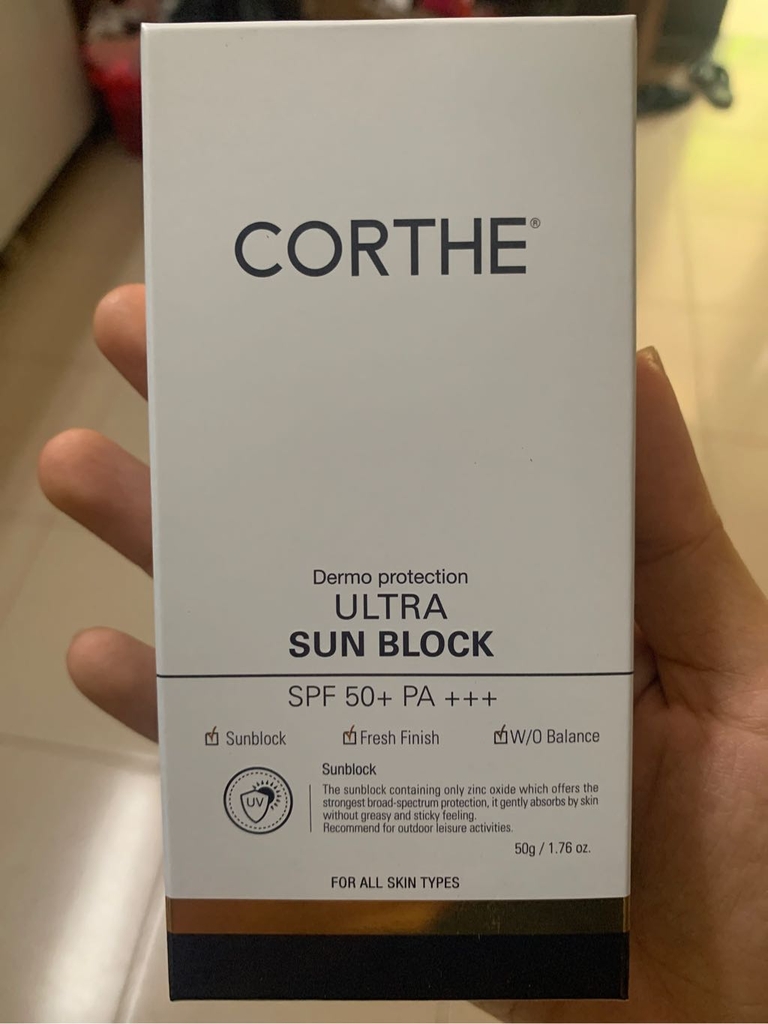 CORTHE®
Dermo protection
ULTRA
SUN BLOCK
SPF 50+ PA +++
Sunblock
Fresh Finish
W/O Balance
UV
Sunblock
The sunblock containing only zinc oxide which offers the
strongest broad-spectrum protection, it gently absorbs by skin
without greasy and sticky feeling.
Recommend for outdoor leisure activities.
50g / 1.76 oz.
FOR ALL SKIN TYPES